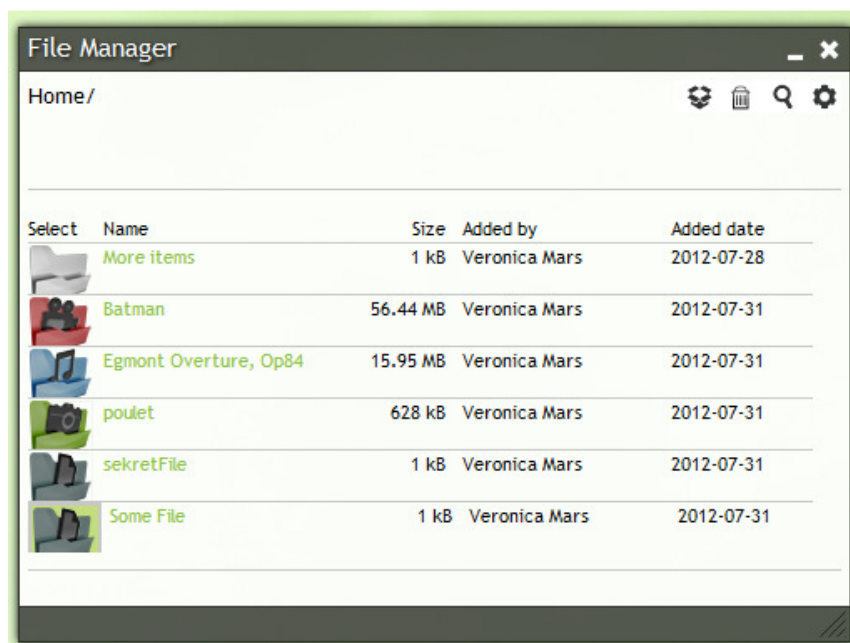 File Manager
Home/
Select Name Size Added by Added date
More items 1 kB Veronica Mars 2012-07-28
Batman 56.44 MB Veronica Mars 2012-07-31
Egmont Overture, Op84 15.95 MB Veronica Mars 2012-07-31
poulet 628 kB Veronica Mars 2012-07-31
sekretFile 1 kB Veronica Mars 2012-07-31
Some File 1 kB Veronica Mars 2012-07-31